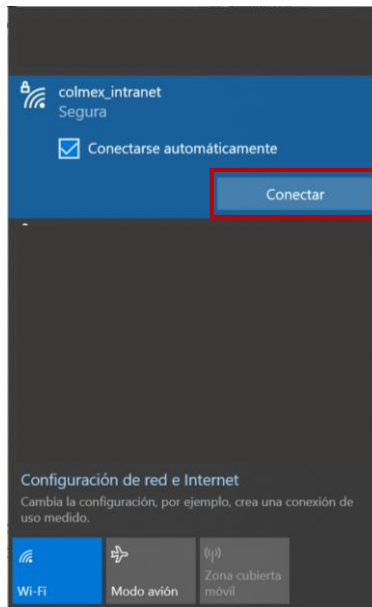 colmex_intranet
Segura
Conectarse automáticamente
Conectar
Configuración de red e Internet
Cambia la configuración, por ejemplo, crea una conexión de
uso medido.
Wi-Fi
Modo avión
Zona cubierta
móvil